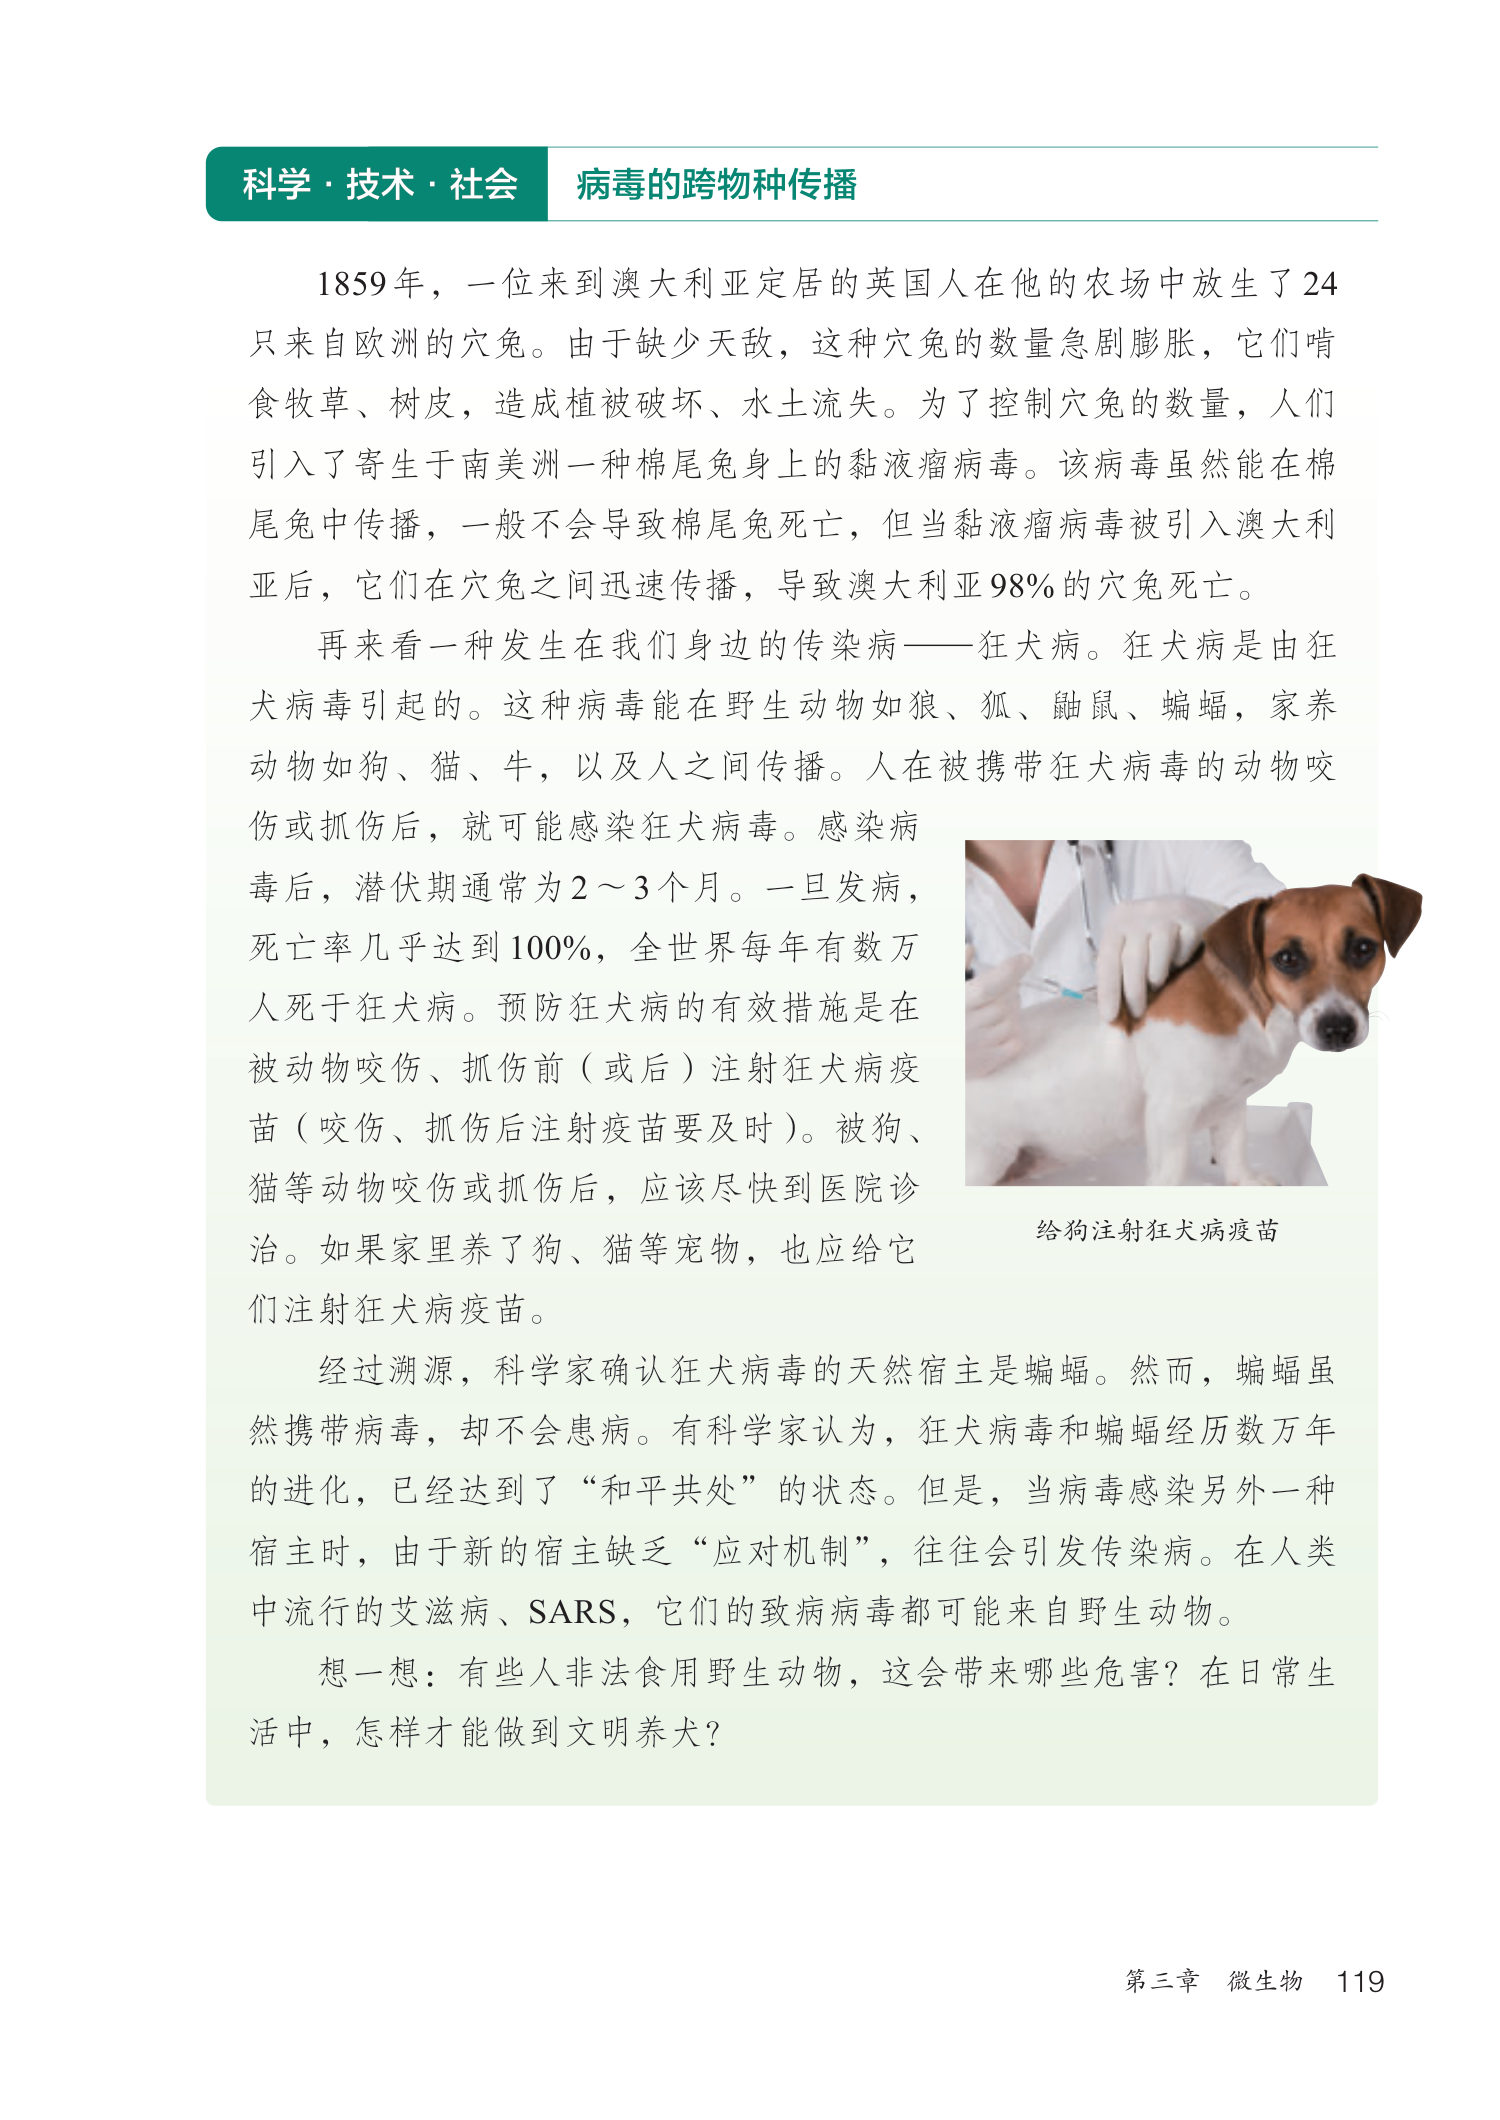 科学·技术·社会 病毒的跨物种传播
1859年，一位来到澳大利亚定居的英国人在他的农场中放生了24
只来自欧洲的穴兔。由于缺少天敌，这种穴兔的数量急剧膨胀，它们啃
食牧草、树皮，造成植被破坏、水土流失。为了控制穴兔的数量，人们
引入了寄生于南美洲一种棉尾兔身上的黏液瘤病毒。该病毒虽然能在棉
尾兔中传播，一般不会导致棉尾兔死亡，但当黏液瘤病毒被引入澳大利
亚后，它们在穴兔之间迅速传播，导致澳大利亚98%的穴兔死亡。
再来看一种发生在我们身边的传染病——狂犬病。狂犬病是由狂
犬病毒引起的。这种病毒能在野生动物如狼、狐、鼬鼠、蝙蝠，家养
动物如狗、猫、牛，以及人之间传播。人在被携带狂犬病毒的动物咬
伤或抓伤后，就可能感染狂犬病毒。感染病
毒后，潜伏期通常为2～3个月。一旦发病，
死亡率几乎达到100%，全世界每年有数万
人死于狂犬病。预防狂犬病的有效措施是在
被动物咬伤、抓伤前（或后）注射狂犬病疫
苗（咬伤、抓伤后注射疫苗要及时）。被狗、
猫等动物咬伤或抓伤后，应该尽快到医院诊
治。如果家里养了狗、猫等宠物，也应给它
们注射狂犬病疫苗。
给狗注射狂犬病疫苗
经过溯源，科学家确认狂犬病毒的天然宿主是蝙蝠。然而，蝙蝠虽
然携带病毒，却不会患病。有科学家认为，狂犬病毒和蝙蝠经历数万年
的进化，已经达到了“和平共处”的状态。但是，当病毒感染另外一种
宿主时，由于新的宿主缺乏“应对机制”，往往会引发传染病。在人类
中流行的艾滋病、SARS，它们的致病病毒都可能来自野生动物。
想一想：有些人非法食用野生动物，这会带来哪些危害？在日常生
活中，怎样才能做到文明养犬？
第三章 微生物 119